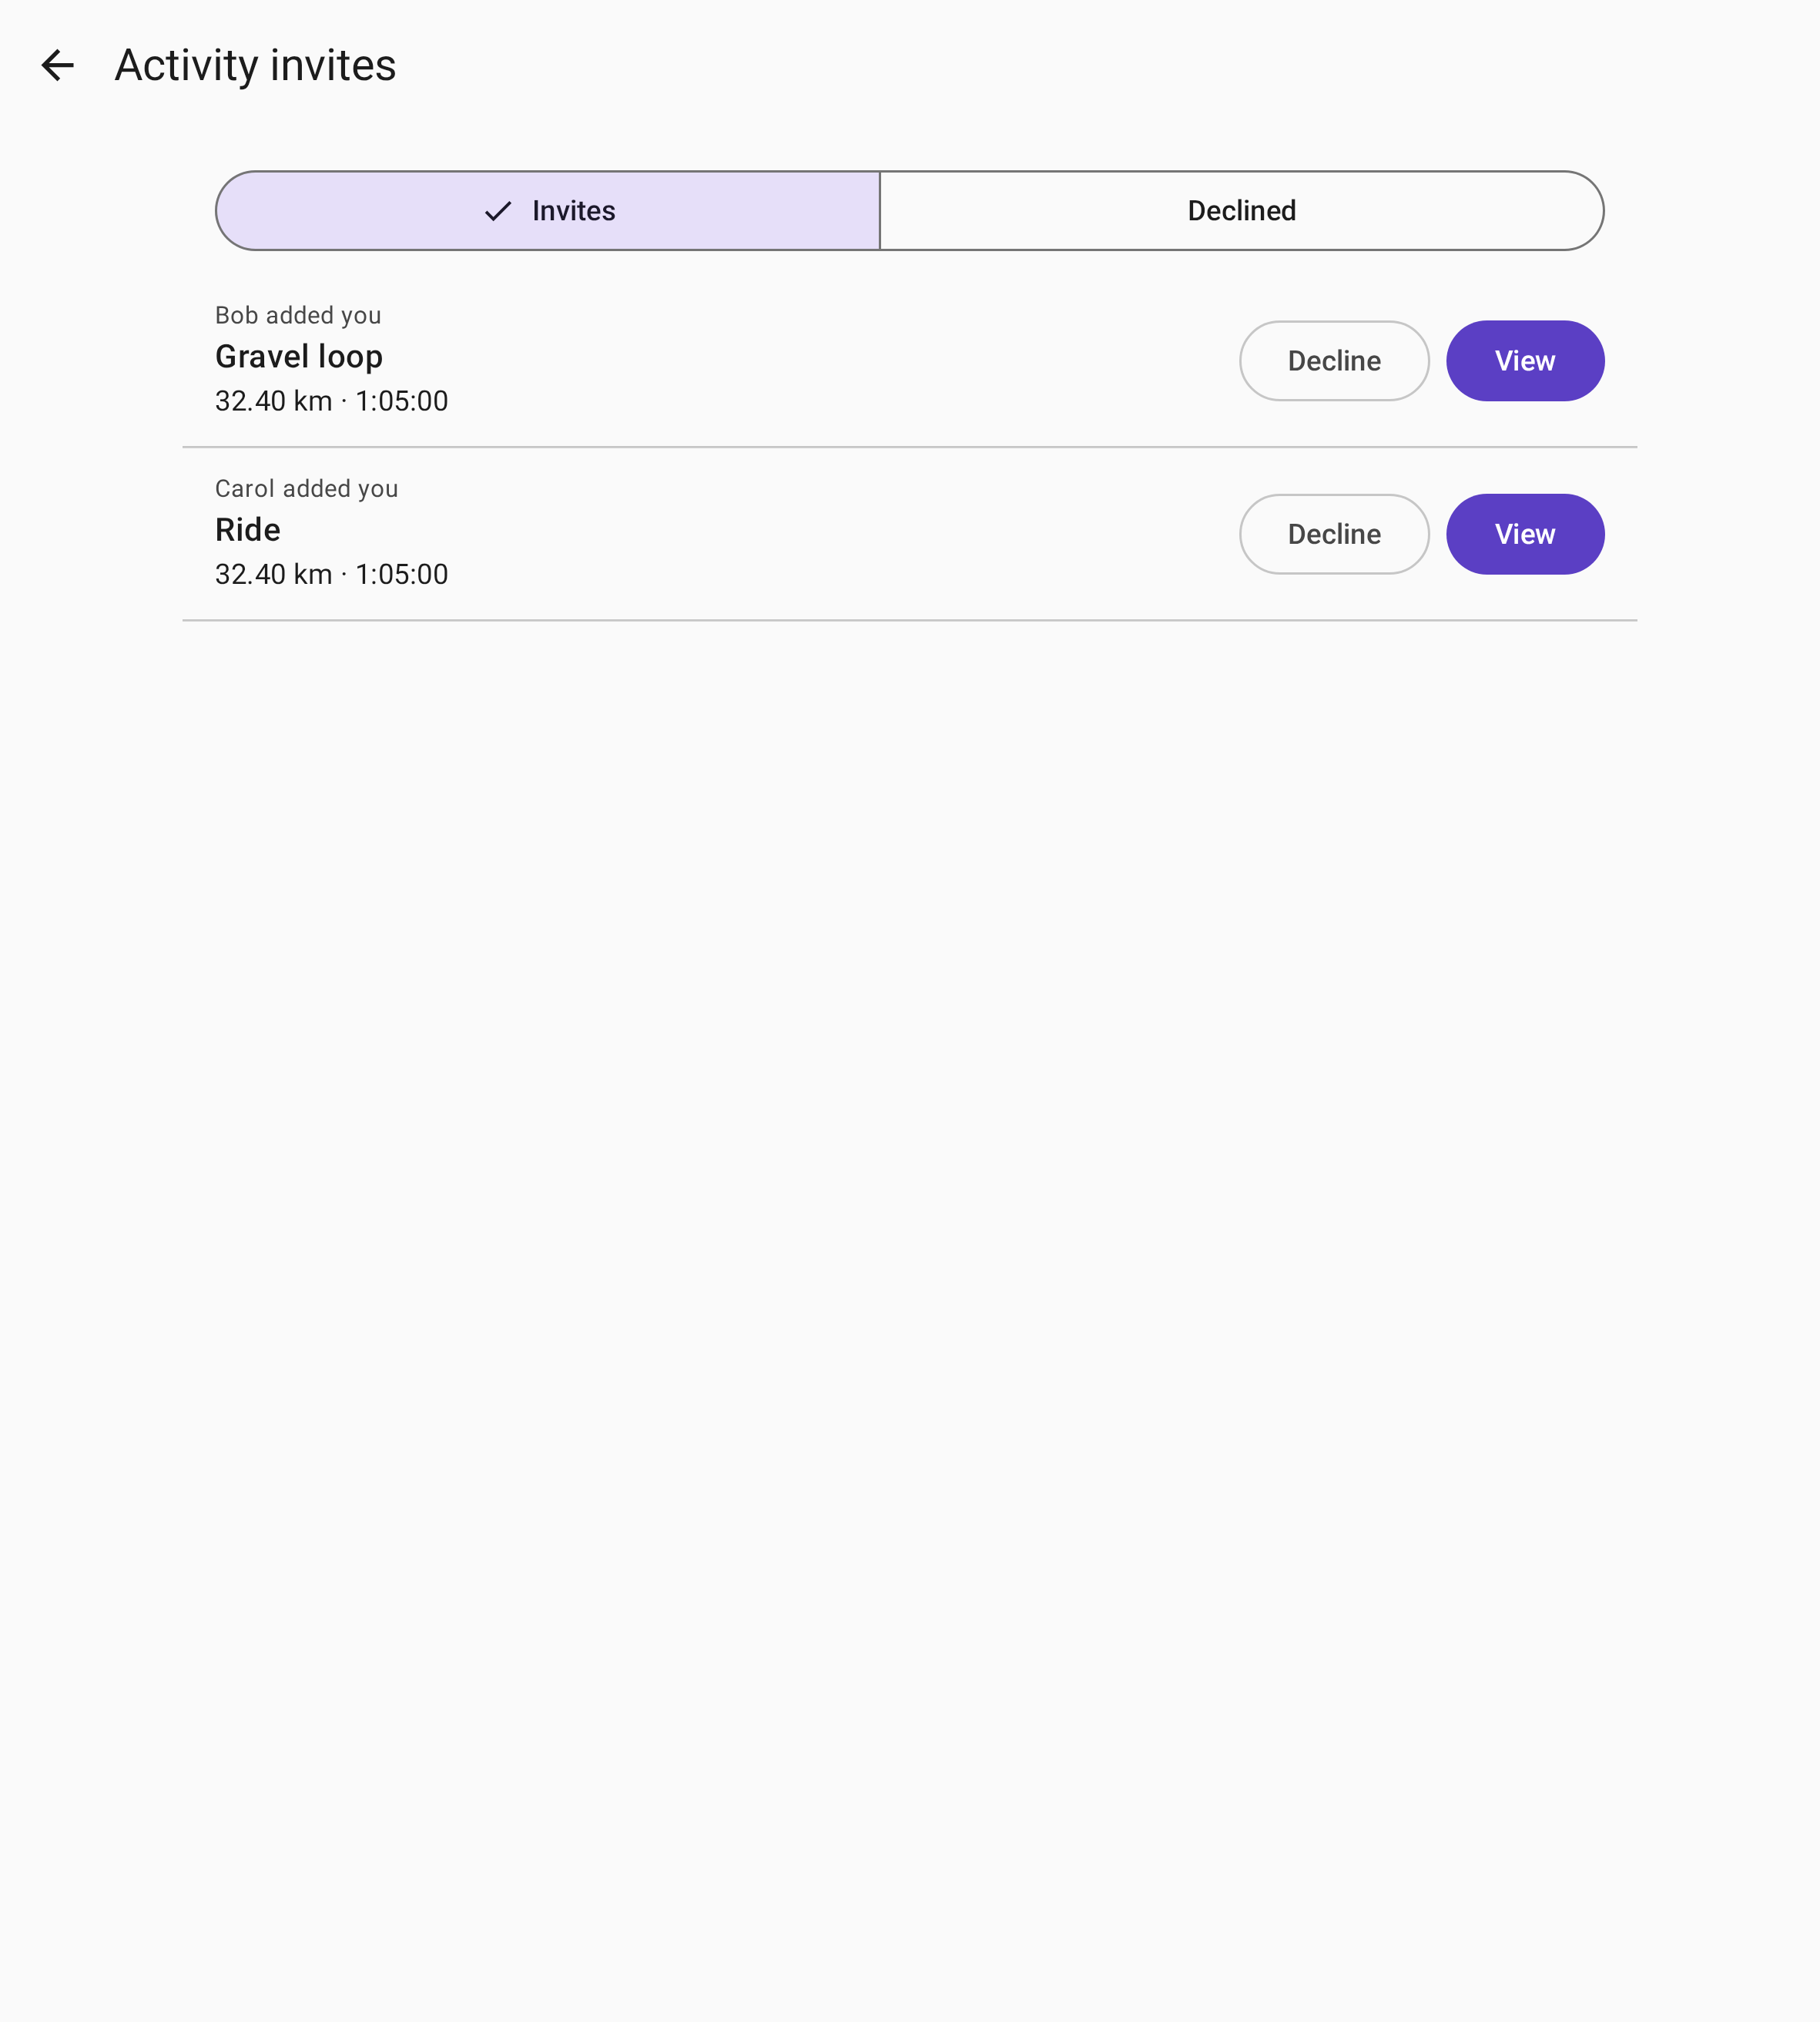 Activity invites
Invites
Declined
Bob added you
Gravel loop
32.40 km · 1:05:00
Decline
View
Carol added you
Ride
32.40 km · 1:05:00
Decline
View